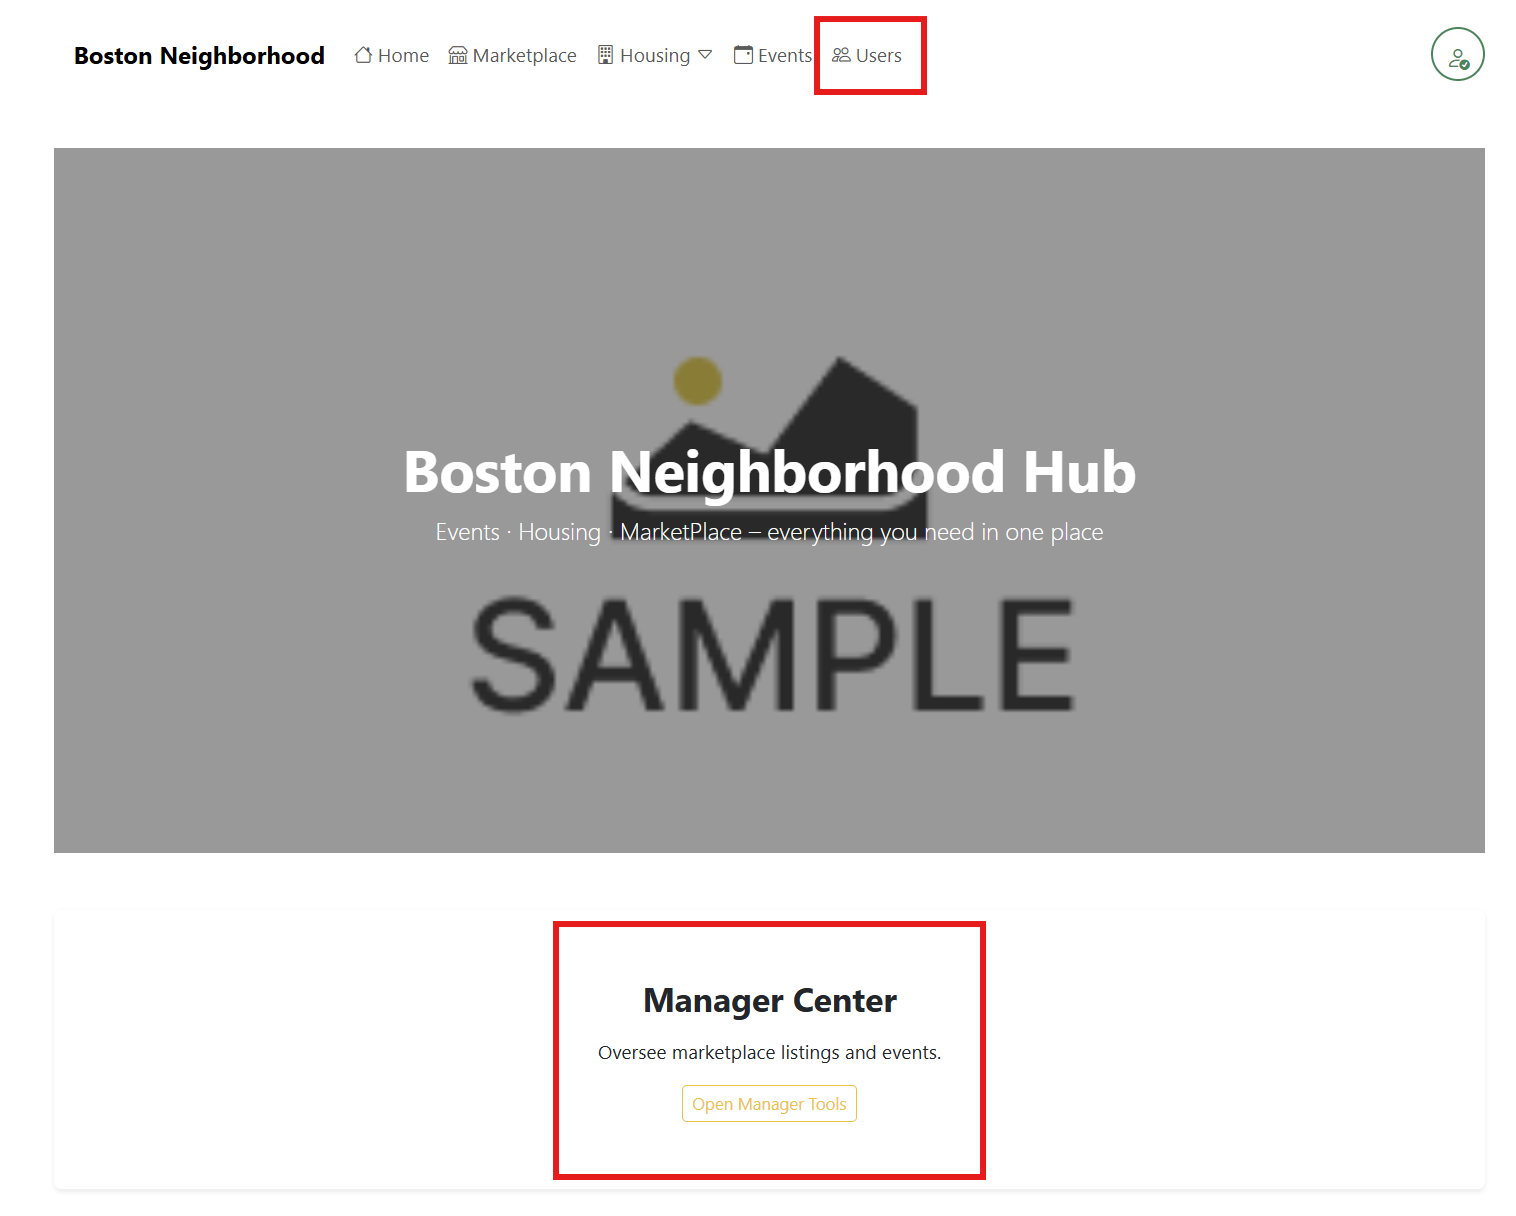 Boston Neighborhood Home Marketplace Housing Events Users
Boston Neighborhood Hub
Events · Housing · MarketPlace – everything you need in one place
SAMPLE
Manager Center
Oversee marketplace listings and events.
Open Manager Tools